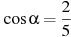 cos α = 2/5